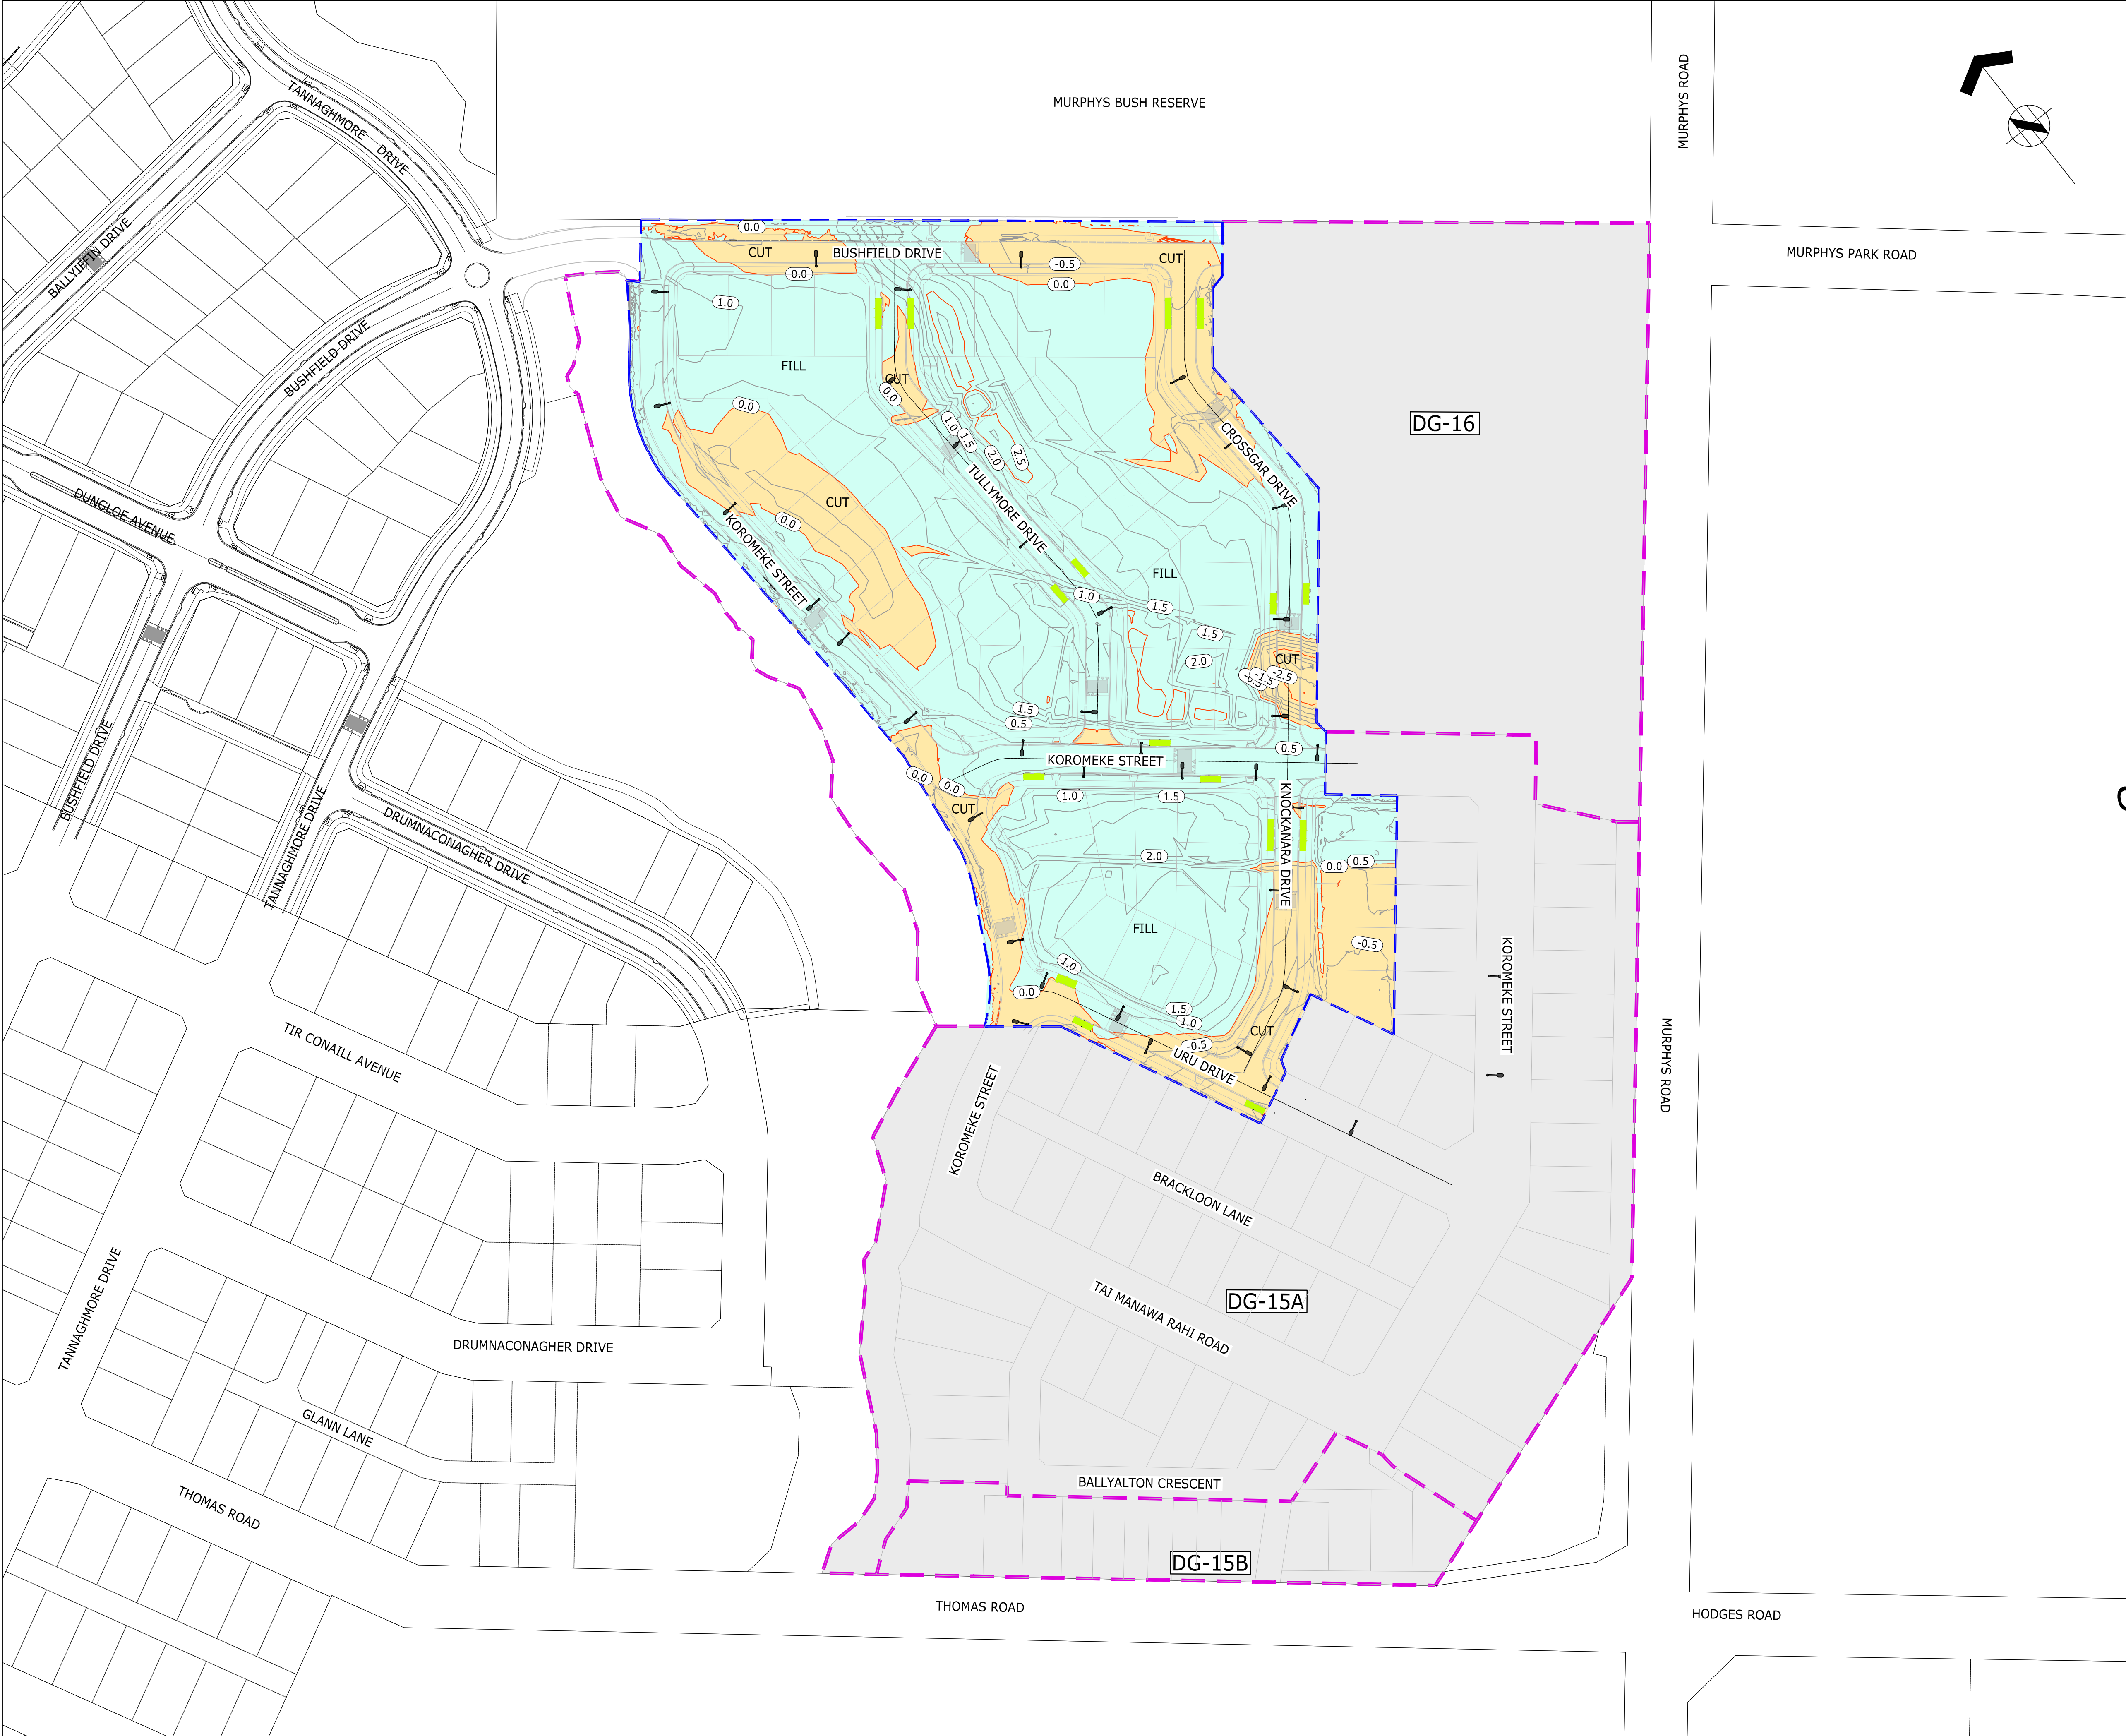 MURPHYS BUSH RESERVE
MURPHYS ROAD
TANNAGHMORE
DRIVE
BALLYLIFFIN DRIVE
MURPHYS PARK ROAD
0.0
CUT
BUSHFIELD DRIVE
CUT
-0.5
0.0
0.0
1.0
BUSHFIELD DRIVE
FILL
CUT
0.0
0.0
1.0
1.5
2.0
2.5
CROSSGAR DRIVE
DG-16
DUNGLOE AVENUE
CUT
0.0
KOROMEKE STREET
TULLYMORE DRIVE
FILL
1.0
1.5
1.5
2.0
CUT
-0.5
-1.5
-2.5
1.5
0.5
0.5
KOROMEKE STREET
BUSHFIELD DRIVE
TANNAGHMORE DRIVE
DRUMNACONAGHER DRIVE
0.0
0.0
CUT
1.0
1.5
KNOCKANARA DRIVE
2.0
0.0
0.5
FILL
-0.5
KOROMEKE STREET
1.0
0.0
1.5
1.0
-0.5
CUT
URU DRIVE
MURPHYS ROAD
TIR CONAILL AVENUE
KOROMEKE STREET
BRACKLOON LANE
TANNAGHMORE DRIVE
TAI MANAWA RAHI ROAD
DG-15A
DRUMNACONAGHER DRIVE
GLANN LANE
BALLYALTON CRESCENT
THOMAS ROAD
DG-15B
THOMAS ROAD
HODGES ROAD